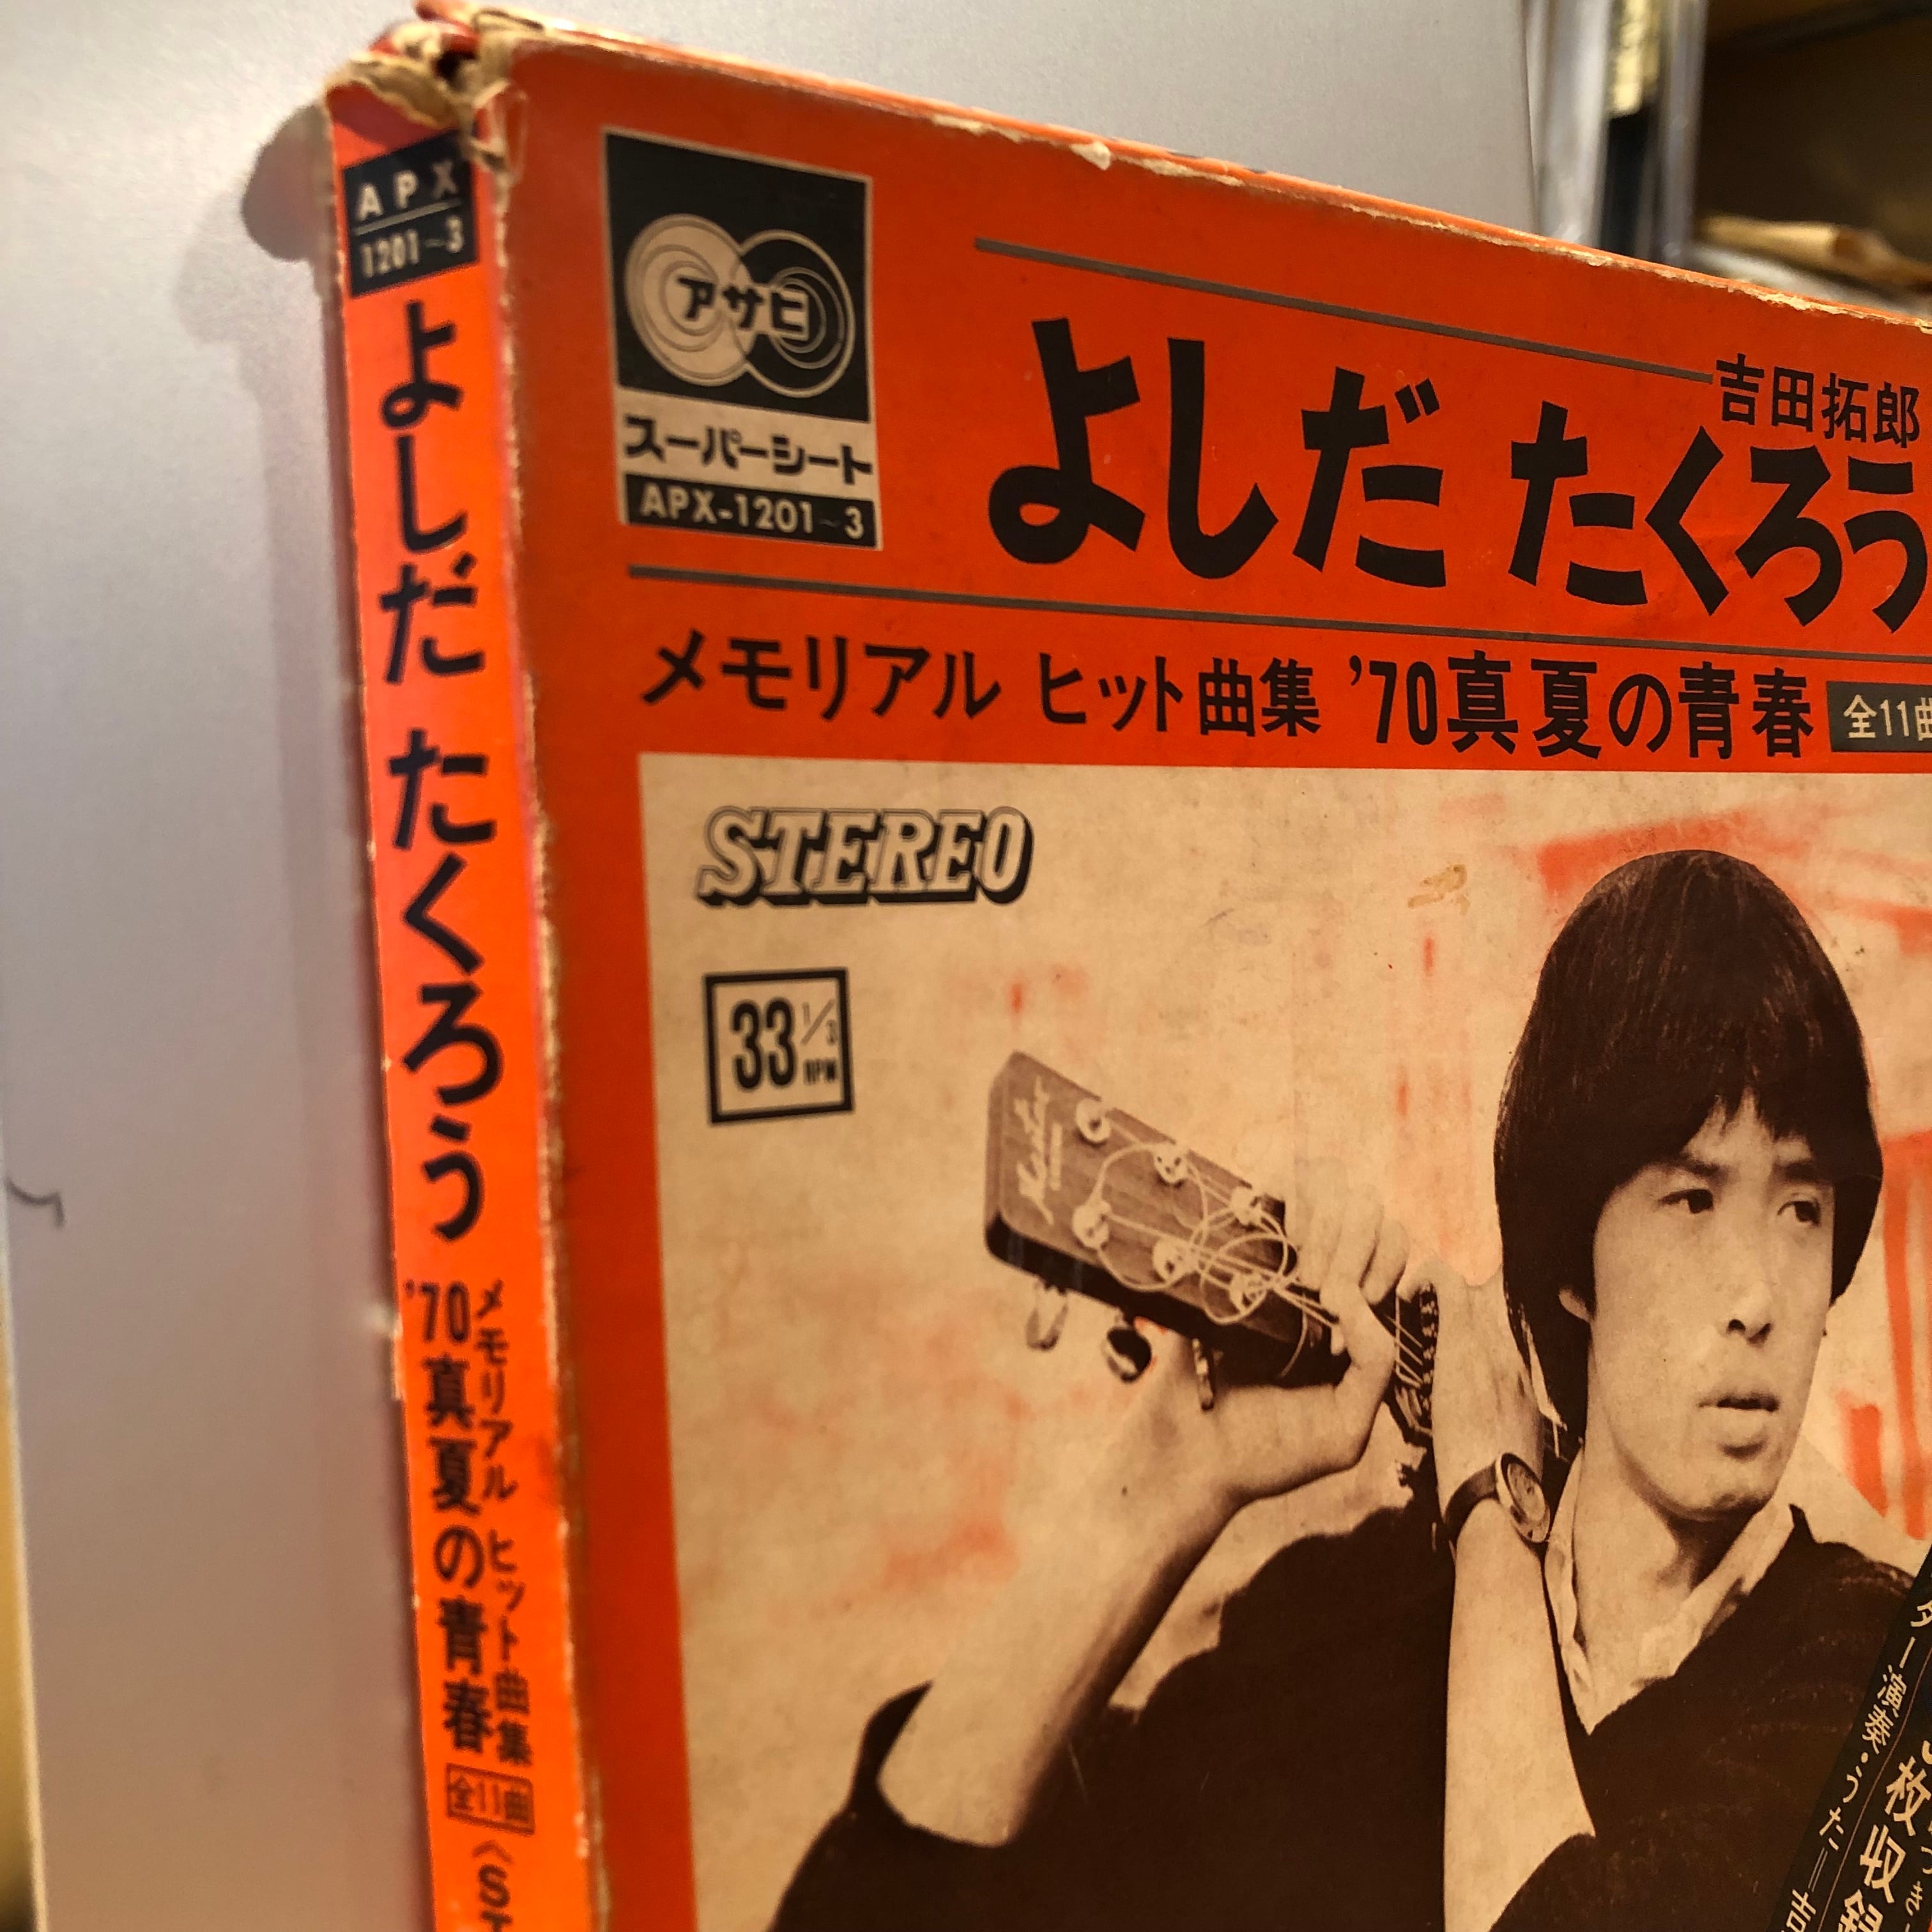 APX
1201~3
よしだ たくろう
メモリアル ヒット曲集
'70真夏の青春
全11曲
アサヒ
スーパーシート
APX-1201~3
吉田拓郎
よしだ たくろう
メモリアル ヒット曲集 '70真夏の青春 全11曲
STEREO
33 1/3
RPM